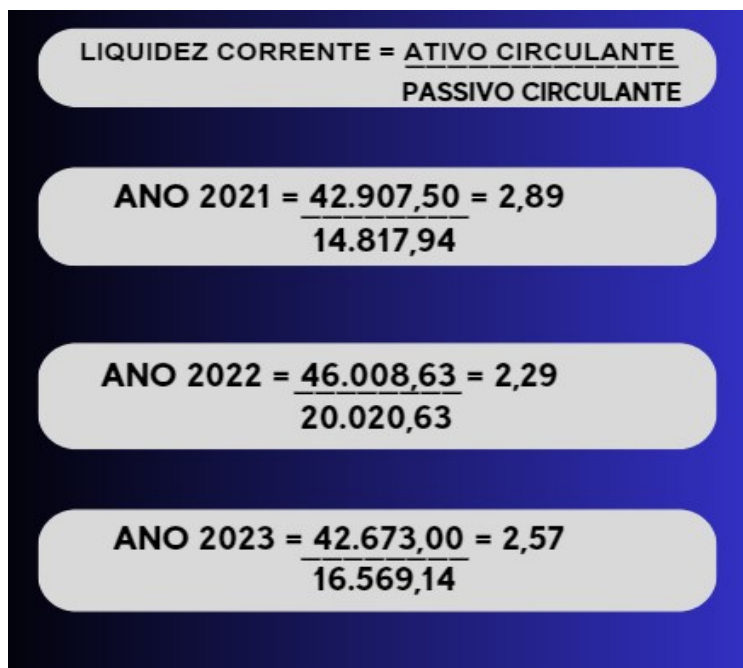 LIQUIDEZ CORRENTE = ATIVO CIRCULANTE
PASSIVO CIRCULANTE
ANO 2021 = 42.907,50 = 2,89
14.817,94
ANO 2022 = 46.008,63 = 2,29
20.020,63
ANO 2023 = 42.673,00 = 2,57
16.569,14